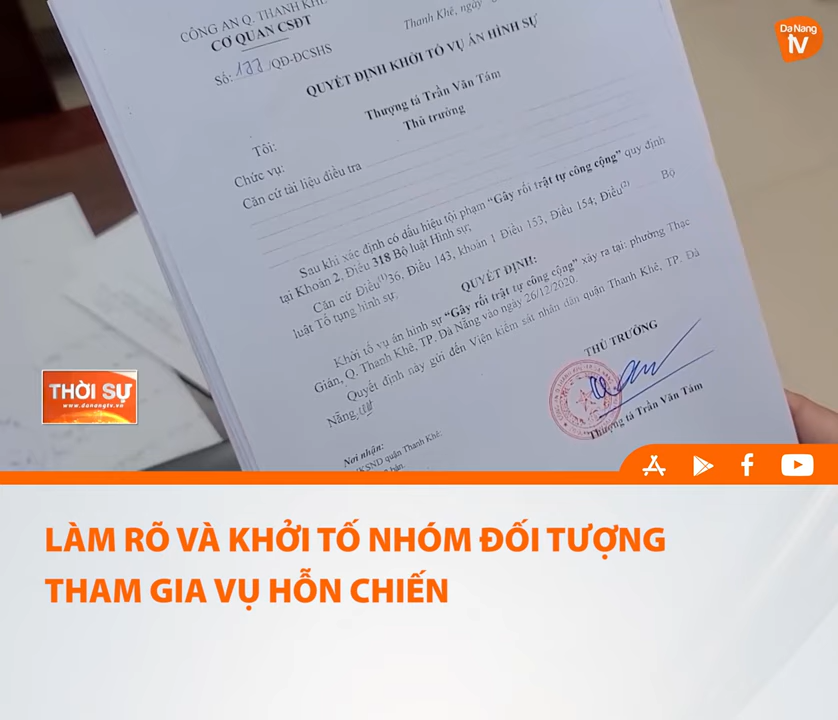 CÔNG AN Q. THANH KHÊ
CƠ QUAN CSĐT
Thanh Khê, ngày
Số: 177/QĐ-ĐCSHS
QUYẾT ĐỊNH KHỞI TỐ VỤ ÁN HÌNH SỰ
Thượng tá Trần Văn Tám
Tôi:
Thủ trưởng
Chức vụ:
Căn cứ tài liệu điều tra
Sau khi xác định có dấu hiệu tội phạm “Gây rối trật tự công cộng” quy định
tại Khoản 2, Điều 318 Bộ luật Hình sự;
Căn cứ Điều(1)36, Điều 143, khoản 1 Điều 153, Điều 154; Điều(2) Bộ
luật Tố tụng hình sự,
QUYẾT ĐỊNH:
Khởi tố vụ án hình sự “Gây rối trật tự công cộng” xảy ra tại: phường Thạc
Gián, Q. Thanh Khê, TP. Đà Nẵng vào ngày 26/12/2020.
Quyết định này gửi đến Viện kiểm sát nhân dân quận Thanh Khê, TP. Đà
Nẵng
THỦ TRƯỞNG
Thượng tá Trần Văn Tám
Nơi nhận:
KSND quận Thanh Khê;
Da Nang
tv
THỜI SỰ
www.danangtv.vn
LÀM RÕ VÀ KHỞI TỐ NHÓM ĐỐI TƯỢNG
THAM GIA VỤ HỖN CHIẾN